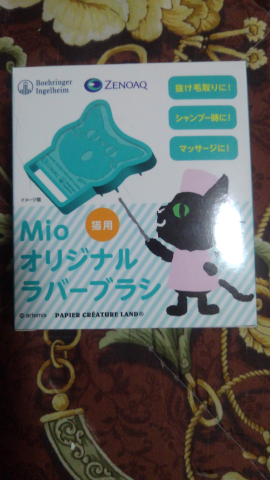 Boehringer
Ingelheim
ZENOAQ
抜け毛取りに!
シャンプー時に!
マッサージに!
イメージ図
Mio
猫用
オリジナル
ラバーブラシ
©artemis PAPIER CRÉATURE LAND®